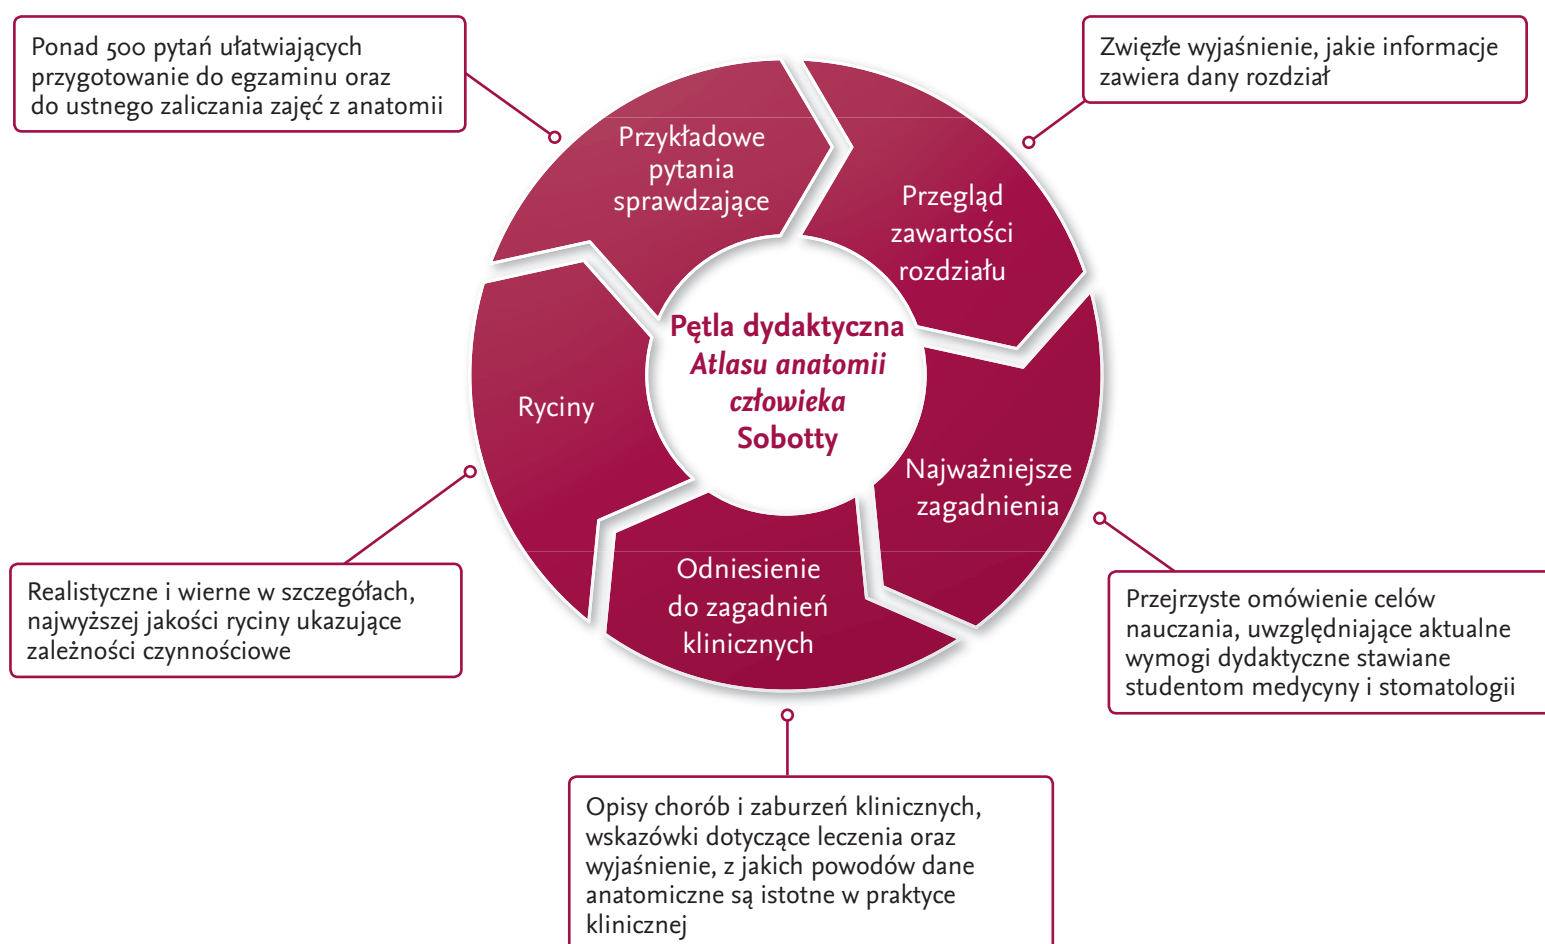 Ponad 500 pytań ułatwiających
przygotowanie do egzaminu oraz
do ustnego zaliczania zajęć z anatomii
Zwięzłe wyjaśnienie, jakie informacje
zawiera dany rozdział
Przykładowe
pytania
sprawdzające
Przegląd
zawartości
rozdziału
Pętla dydaktyczna
Atlasu anatomii
człowieka
Sobotty
Ryciny
Najważniejsze
zagadnienia
Odniesienie
do zagadnień
klinicznych
Realistyczne i wierne w szczegółach,
najwyższej jakości ryciny ukazujące
zależności czynnościowe
Przejrzyste omówienie celów
nauczania, uwzględniające aktualne
wymogi dydaktyczne stawiane
studentom medycyny i stomatologii
Opisy chorób i zaburzeń klinicznych,
wskazówki dotyczące leczenia oraz
wyjaśnienie, z jakich powodów dane
anatomiczne są istotne w praktyce
klinicznej